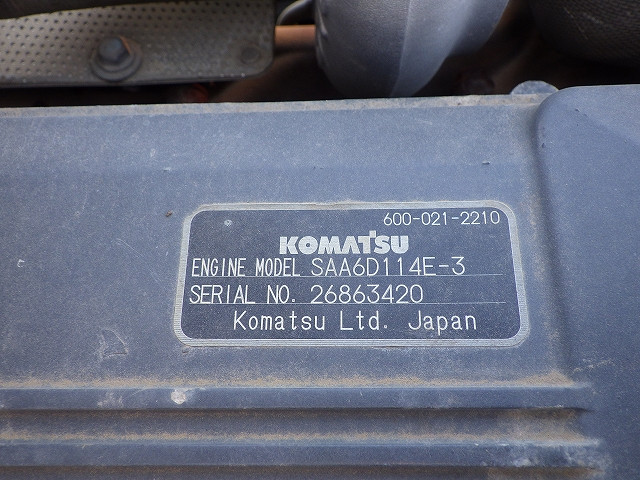 600-021-2210
KOMATSU
ENGINE MODEL SAA6D114E-3
SERIAL NO. 26863420
Komatsu Ltd. Japan